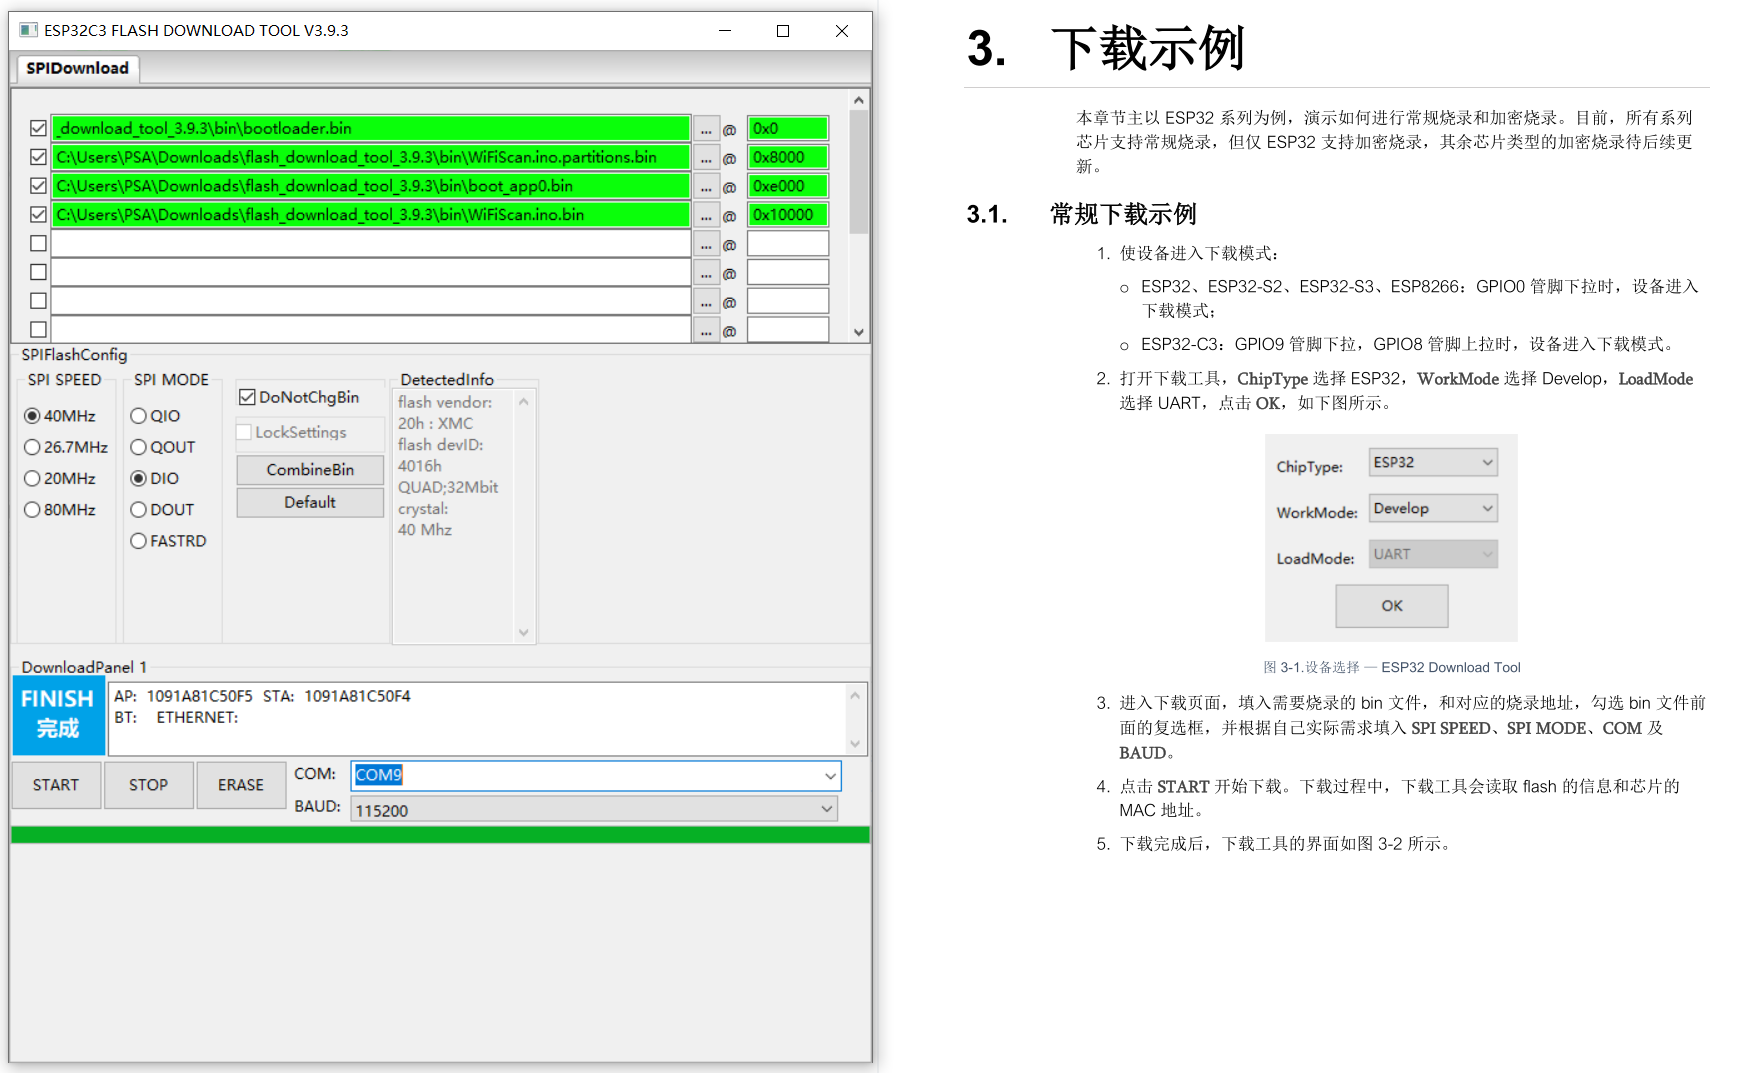 ESP32C3 FLASH DOWNLOAD TOOL V3.9.3
SPIDownload
_download_tool_3.9.3\bin\bootloader.bin ... @ 0x0
C:\Users\PSA\Downloads\flash_download_tool_3.9.3\bin\WiFiScan.ino.partitions.bin ... @ 0x8000
C:\Users\PSA\Downloads\flash_download_tool_3.9.3\bin\boot_app0.bin ... @ 0xe000
C:\Users\PSA\Downloads\flash_download_tool_3.9.3\bin\WiFiScan.ino.bin ... @ 0x10000
... @
... @
... @
... @
SPIFlashConfig
SPI SPEED
40MHz
26.7MHz
20MHz
80MHz
SPI MODE
QIO
QOUT
DIO
DOUT
FASTRD
DoNotChgBin
LockSettings
CombineBin
Default
DetectedInfo
flash vendor:
20h : XMC
flash devID:
4016h
QUAD;32Mbit
crystal:
40 Mhz
DownloadPanel 1
FINISH
完成
AP: 1091A81C50F5 STA: 1091A81C50F4
BT: ETHERNET:
START STOP ERASE
COM: COM9
BAUD: 115200
3. 下载示例
本章节主以 ESP32 系列为例，演示如何进行常规烧录和加密烧录。目前，所有系列
芯片支持常规烧录，但仅 ESP32 支持加密烧录，其余芯片类型的加密烧录待后续更
新。
3.1. 常规下载示例
1. 使设备进入下载模式：
o ESP32、ESP32-S2、ESP32-S3、ESP8266：GPIO0 管脚下拉时，设备进入
下载模式；
o ESP32-C3：GPIO9 管脚下拉，GPIO8 管脚上拉时，设备进入下载模式。
2. 打开下载工具，ChipType 选择 ESP32，WorkMode 选择 Develop，LoadMode
选择 UART，点击 OK，如下图所示。
ChipType: ESP32
WorkMode: Develop
LoadMode: UART
OK
图 3-1.设备选择 — ESP32 Download Tool
3. 进入下载页面，填入需要烧录的 bin 文件，和对应的烧录地址，勾选 bin 文件前
面的复选框，并根据自己实际需求填入 SPI SPEED、SPI MODE、COM 及
BAUD。
4. 点击 START 开始下载。下载过程中，下载工具会读取 flash 的信息和芯片的
MAC 地址。
5. 下载完成后，下载工具的界面如图 3-2 所示。